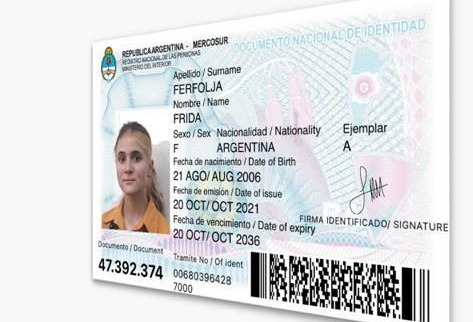 REPUBLICA ARGENTINA - MERCOSUR
REGISTRO NACIONAL DE LAS PERSONAS
MINISTERIO DEL INTERIOR
DOCUMENTO NACIONAL DE IDENTIDAD
Apellido / Surname
FERFOLJA
Nombre / Name
FRIDA
Sexo / Sex Nacionalidad / Nationality Ejemplar
F ARGENTINA A
Fecha de nacimiento / Date of Birth
21 AGO/ AUG 2006
Fecha de emisión / Date of issue
20 OCT/ OCT 2021
Fecha de vencimiento / Date of expiry
20 OCT/ OCT 2036
FIRMA IDENTIFICADO/ SIGNATURE
Documento / Document
47.392.374
Tramite No / Of ident
00680396428
7000